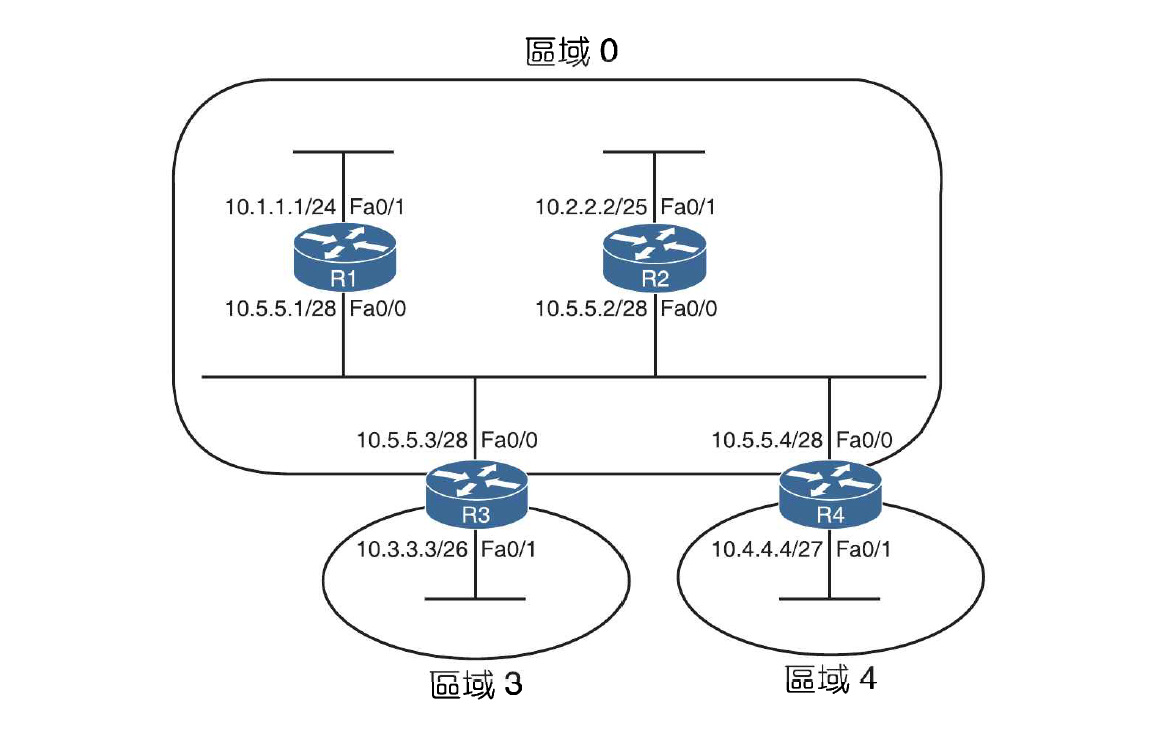 區域 0
10.1.1.1/24 Fa0/1
10.2.2.2/25 Fa0/1
R1
R2
10.5.5.1/28 Fa0/0
10.5.5.2/28 Fa0/0
10.5.5.3/28 Fa0/0
10.5.5.4/28 Fa0/0
R3
R4
10.3.3.3/26 Fa0/1
10.4.4.4/27 Fa0/1
區域 3
區域 4